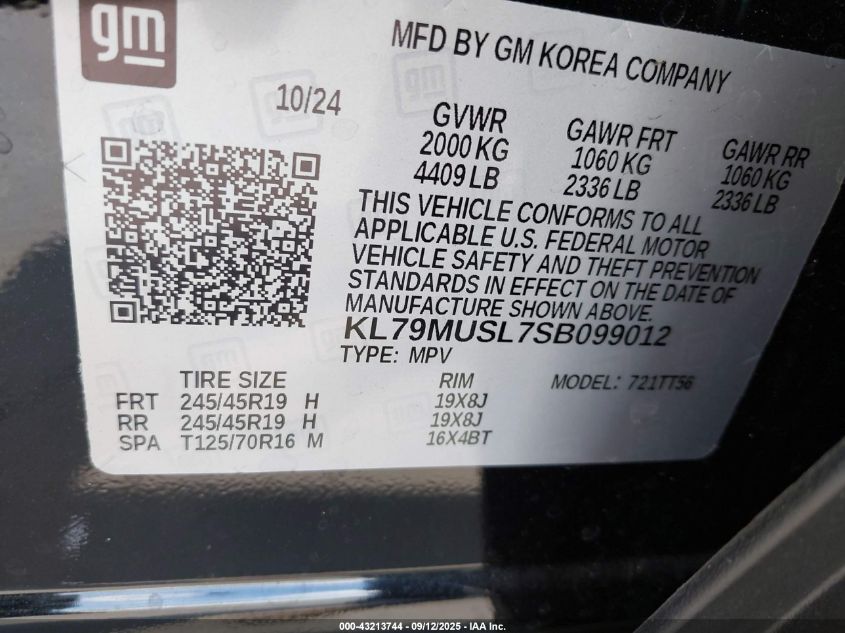 gm
MFD BY GM KOREA COMPANY
10/24
GVWR
2000 KG
4409 LB
GAWR FRT
1060 KG
2336 LB
GAWR RR
1060 KG
2336 LB
THIS VEHICLE CONFORMS TO ALL
APPLICABLE U.S. FEDERAL MOTOR
VEHICLE SAFETY AND THEFT PREVENTION
STANDARDS IN EFFECT ON THE DATE OF
MANUFACTURE SHOWN ABOVE.
KL79MUSL7SB099012
TYPE: MPV
TIRE SIZE RIM MODEL: 721TT56
FRT 245/45R19 H 19X8J
RR 245/45R19 H 19X8J
SPA T125/70R16 M 16X4BT
000-43213744 - 09/12/2025 - IAA Inc.